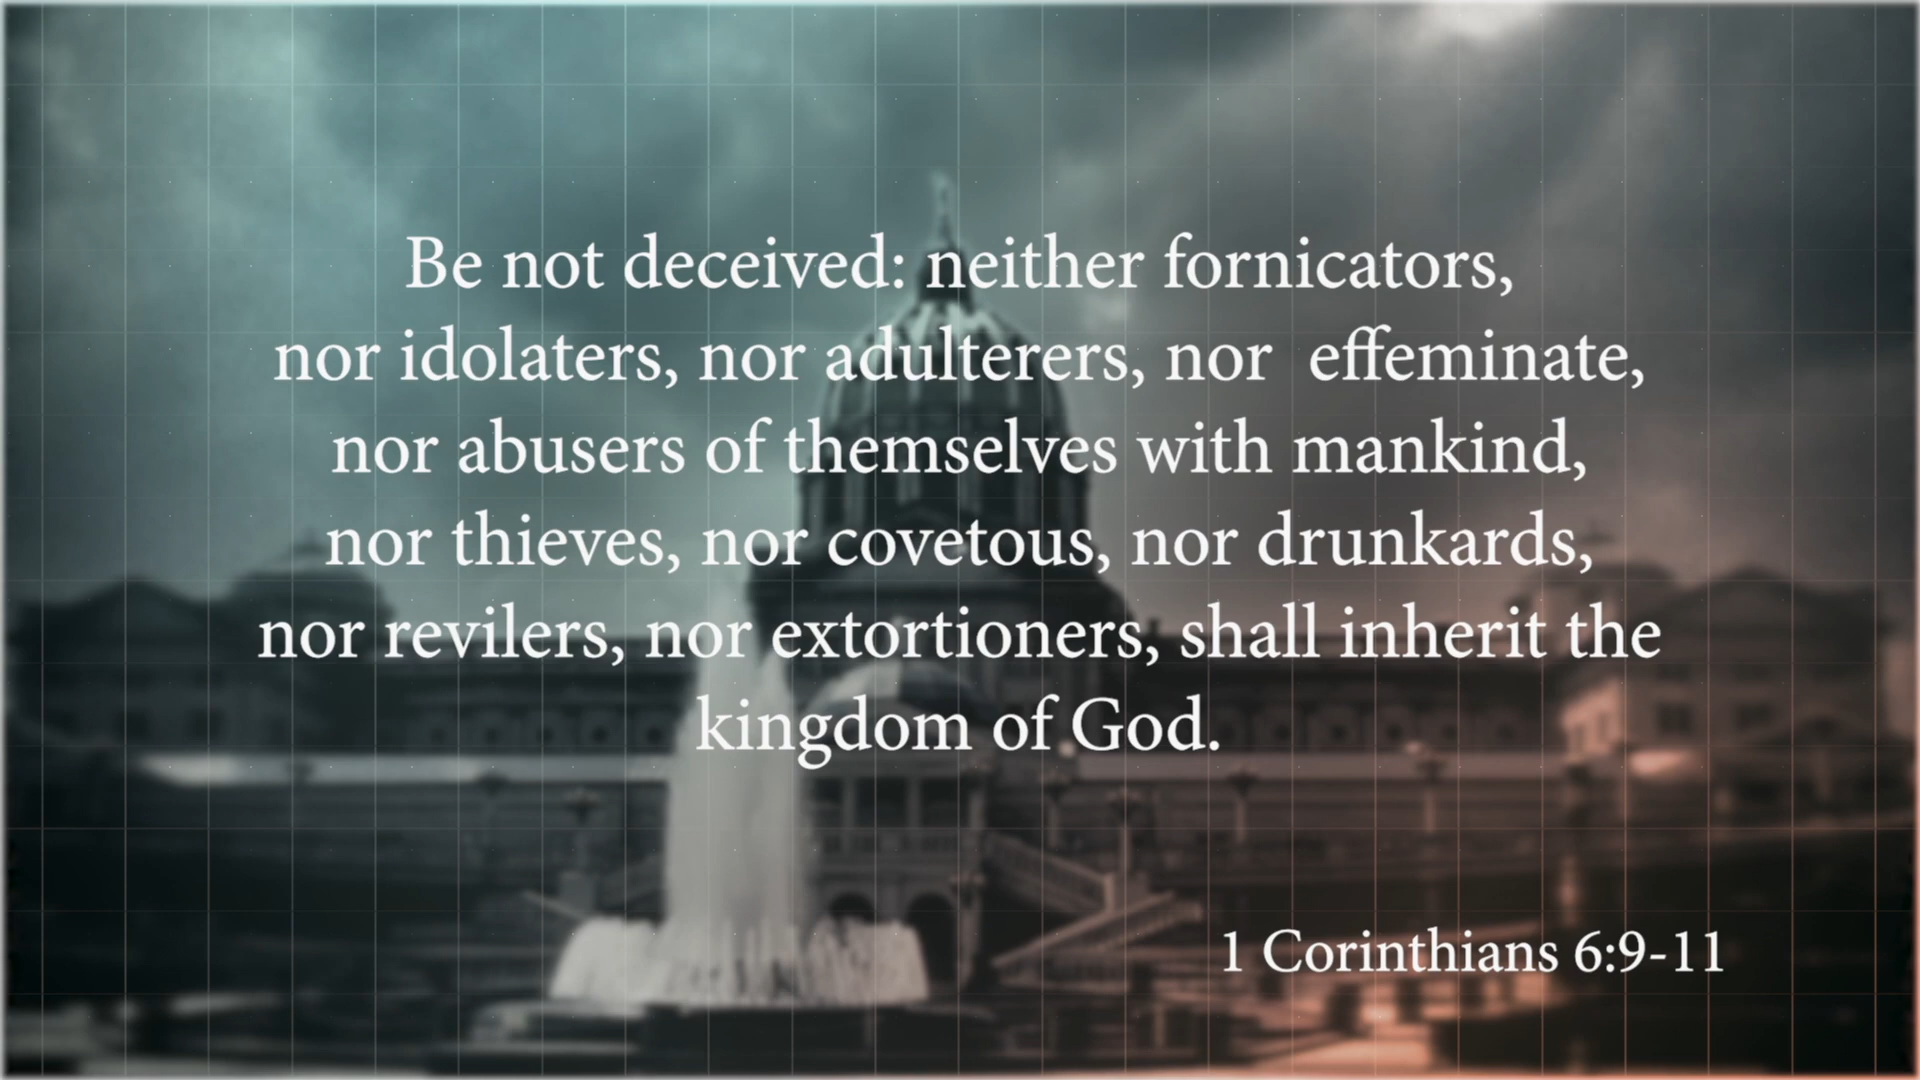 Be not deceived: neither fornicators,
nor idolaters, nor adulterers, nor effeminate,
nor abusers of themselves with mankind,
nor thieves, nor covetous, nor drunkards,
nor revilers, nor extortioners, shall inherit the
kingdom of God.
1 Corinthians 6:9-11